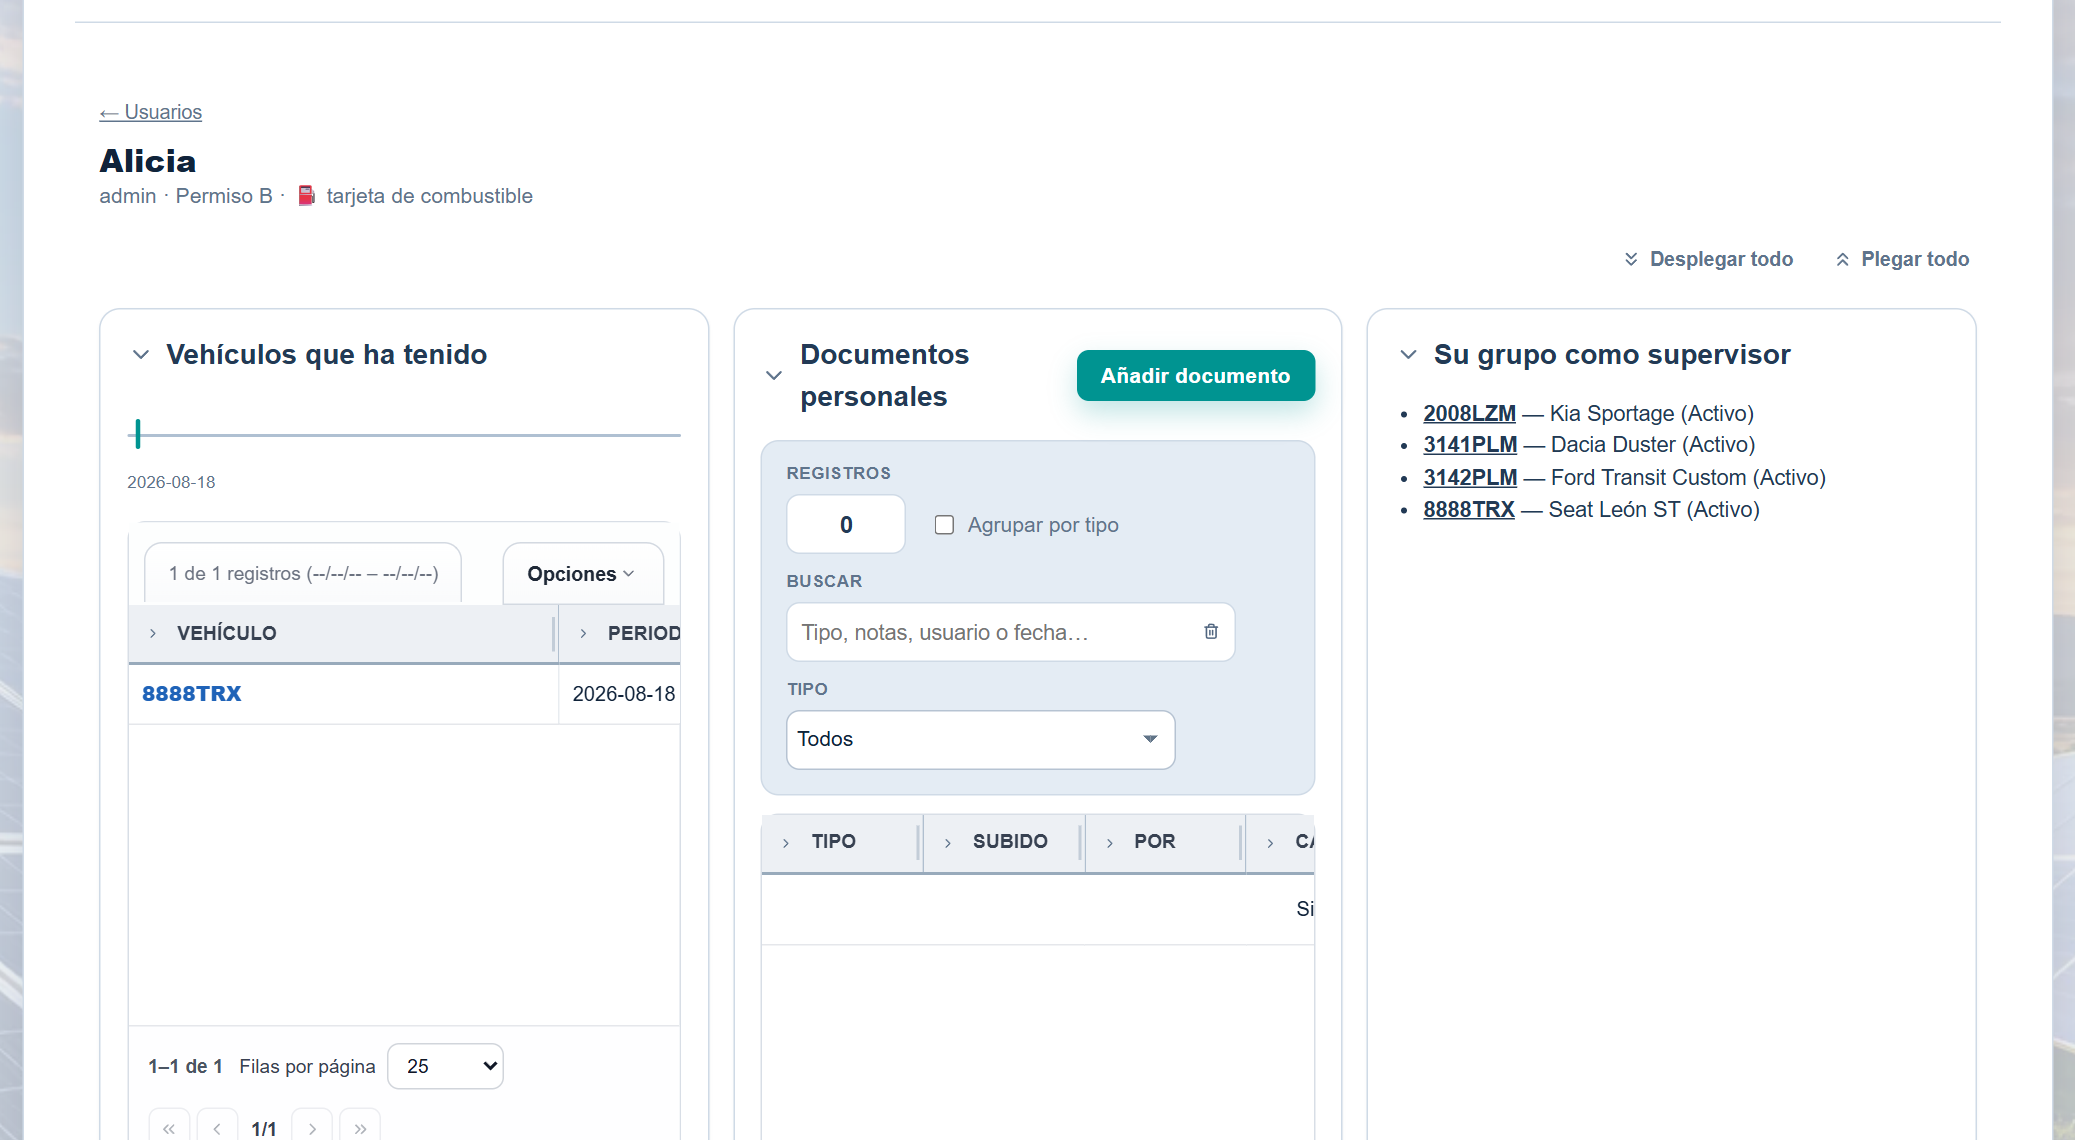 ← Usuarios
Alicia
admin · Permiso B · tarjeta de combustible
Desplegar todo
Plegar todo
Vehículos que ha tenido
2026-08-18
1 de 1 registros (--/--/-- – --/--/--)
Opciones
VEHÍCULO
PERIOD
8888TRX
2026-08-18
1–1 de 1
Filas por página
25
« ‹ 1/1 › »
Documentos
personales
Añadir documento
REGISTROS
0
Agrupar por tipo
BUSCAR
Tipo, notas, usuario o fecha…
TIPO
Todos
TIPO
SUBIDO
POR
CA
Si
Su grupo como supervisor
• 2008LZM — Kia Sportage (Activo)
• 3141PLM — Dacia Duster (Activo)
• 3142PLM — Ford Transit Custom (Activo)
• 8888TRX — Seat León ST (Activo)